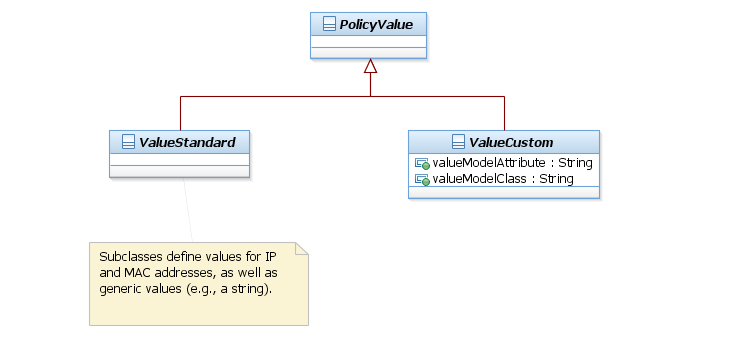 PolicyValue
ValueStandard
ValueCustom
valueModelAttribute : String
valueModelClass : String
Subclasses define values for IP
and MAC addresses, as well as
generic values (e.g., a string).